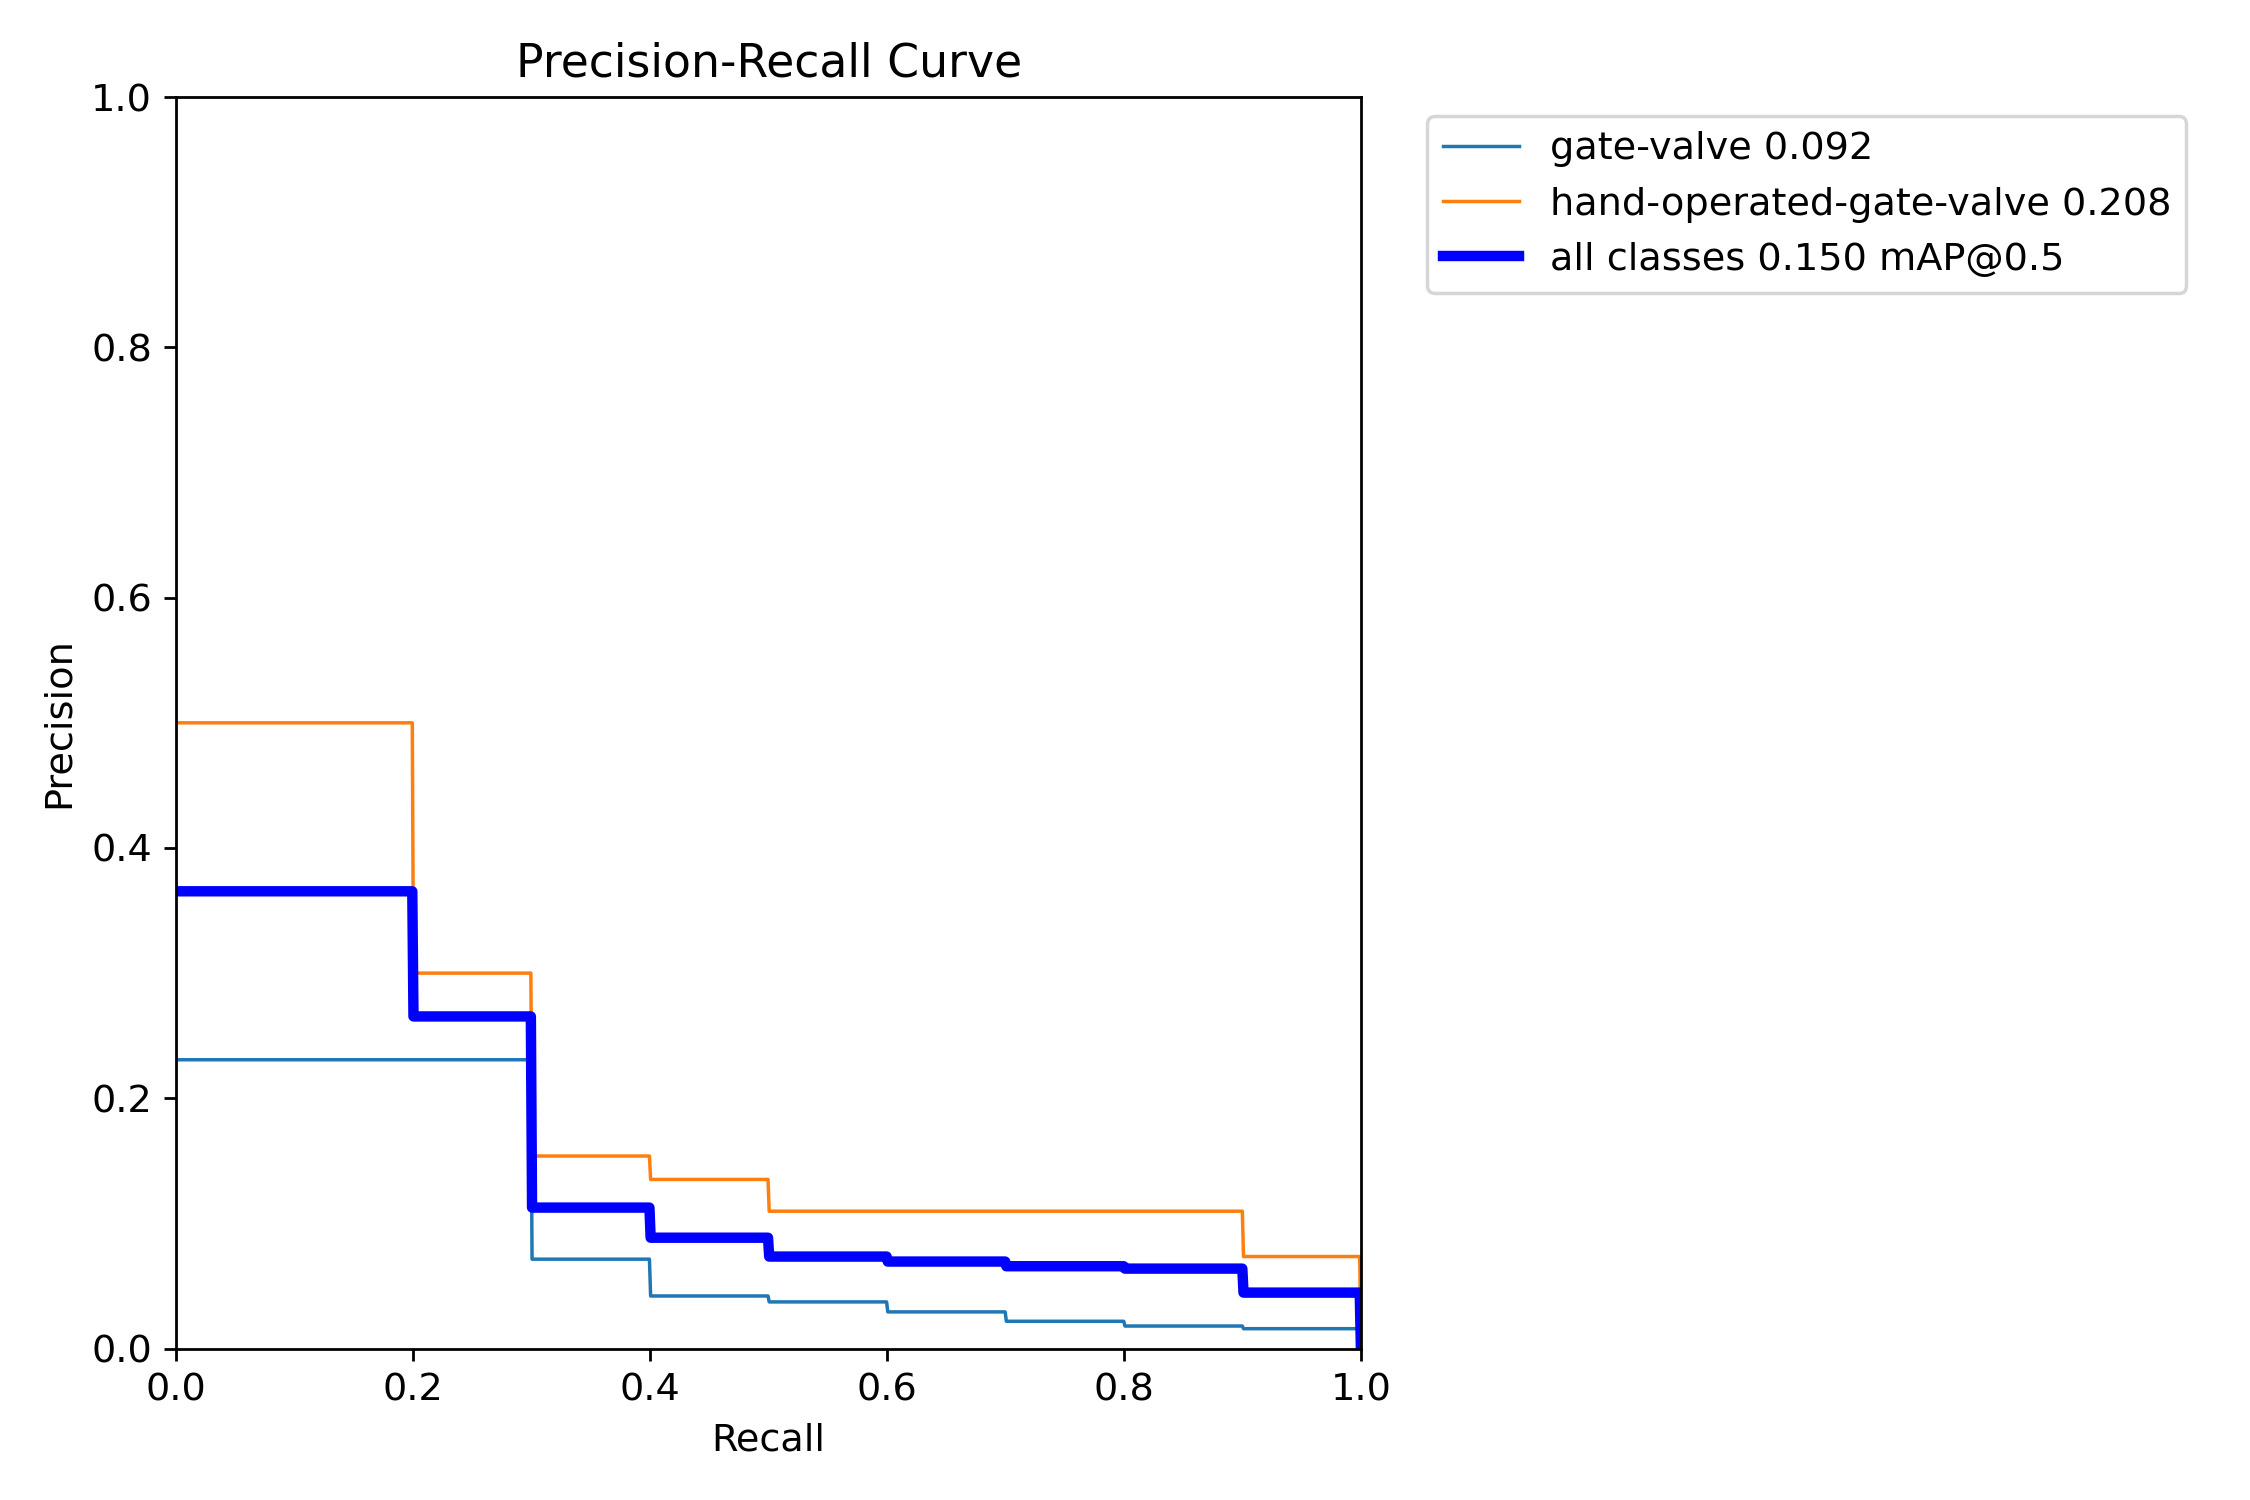 Precision-Recall Curve
1.0
0.8
0.6
0.4
0.2
0.0
Precision
0.0 0.2 0.4 0.6 0.8 1.0
Recall
gate-valve 0.092
hand-operated-gate-valve 0.208
all classes 0.150 mAP@0.5